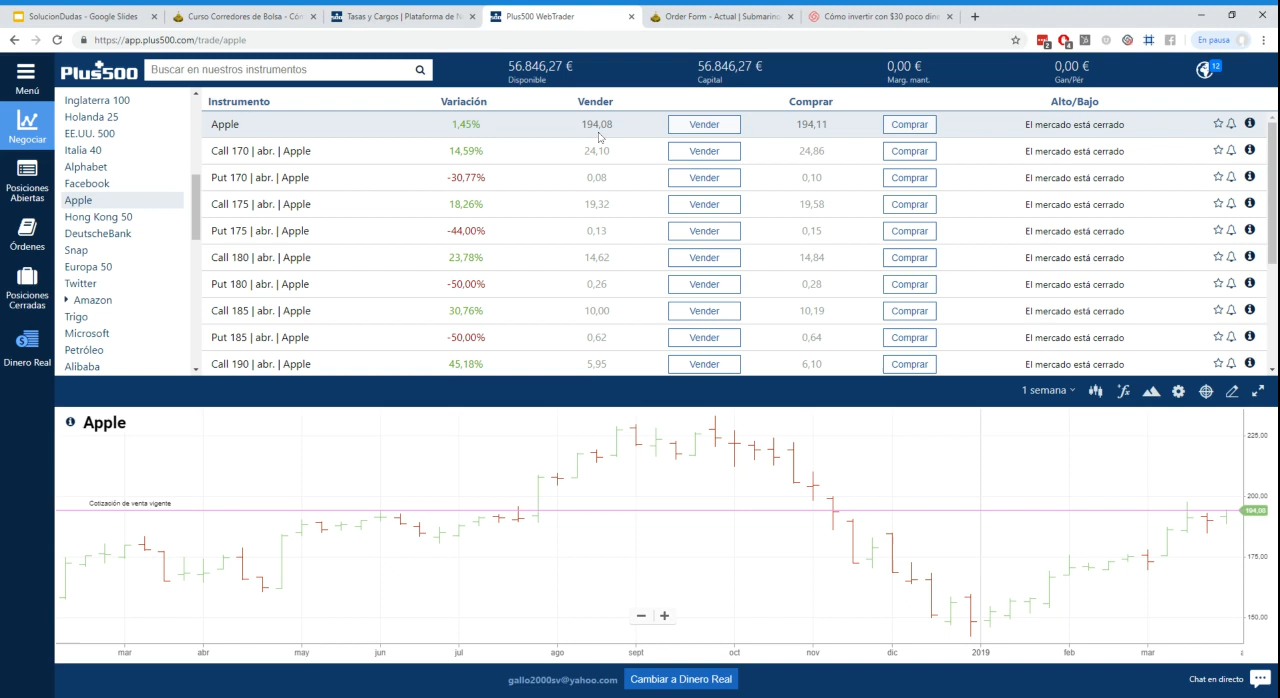 SolucionDudas - Google Slides
Curso Corredores de Bolsa - Cón
Tasas y Cargos | Plataforma de N
Plus500 WebTrader
Order Form - Actual | Submarino
Cómo invertir con $30 poco dine
https://app.plus500.com/trade/apple
2
4
En pausa
Menú
Plus500
Buscar en nuestros instrumentos
56.846,27 €
Disponible
56.846,27 €
Capital
0,00 €
Marg. mant.
0,00 €
Gan/Pér
12
Negociar
Posiciones
Abiertas
Órdenes
Posiciones
Cerradas
Dinero Real
Inglaterra 100
Holanda 25
EE.UU. 500
Italia 40
Alphabet
Facebook
Apple
Hong Kong 50
DeutscheBank
Snap
Europa 50
Twitter
Amazon
Trigo
Microsoft
Petróleo
Alibaba
Instrumento Variación Vender Comprar Alto/Bajo
Apple 1,45% 194,08 Vender 194,11 Comprar El mercado está cerrado
Call 170 | abr. | Apple 14,59% 24,10 Vender 24,86 Comprar El mercado está cerrado
Put 170 | abr. | Apple -30,77% 0,08 Vender 0,10 Comprar El mercado está cerrado
Call 175 | abr. | Apple 18,26% 19,32 Vender 19,58 Comprar El mercado está cerrado
Put 175 | abr. | Apple -44,00% 0,13 Vender 0,15 Comprar El mercado está cerrado
Call 180 | abr. | Apple 23,78% 14,62 Vender 14,84 Comprar El mercado está cerrado
Put 180 | abr. | Apple -50,00% 0,26 Vender 0,28 Comprar El mercado está cerrado
Call 185 | abr. | Apple 30,76% 10,00 Vender 10,19 Comprar El mercado está cerrado
Put 185 | abr. | Apple -50,00% 0,62 Vender 0,64 Comprar El mercado está cerrado
Call 190 | abr. | Apple 45,18% 5,95 Vender 6,10 Comprar El mercado está cerrado
1 semana
Apple
Cotización de venta vigente
225.00
200.00
194.08
175.00
150.00
mar abr may jun jul ago sept oct nov dic 2019 feb mar a
gallo2000sv@yahoo.com
Cambiar a Dinero Real
Chat en directo